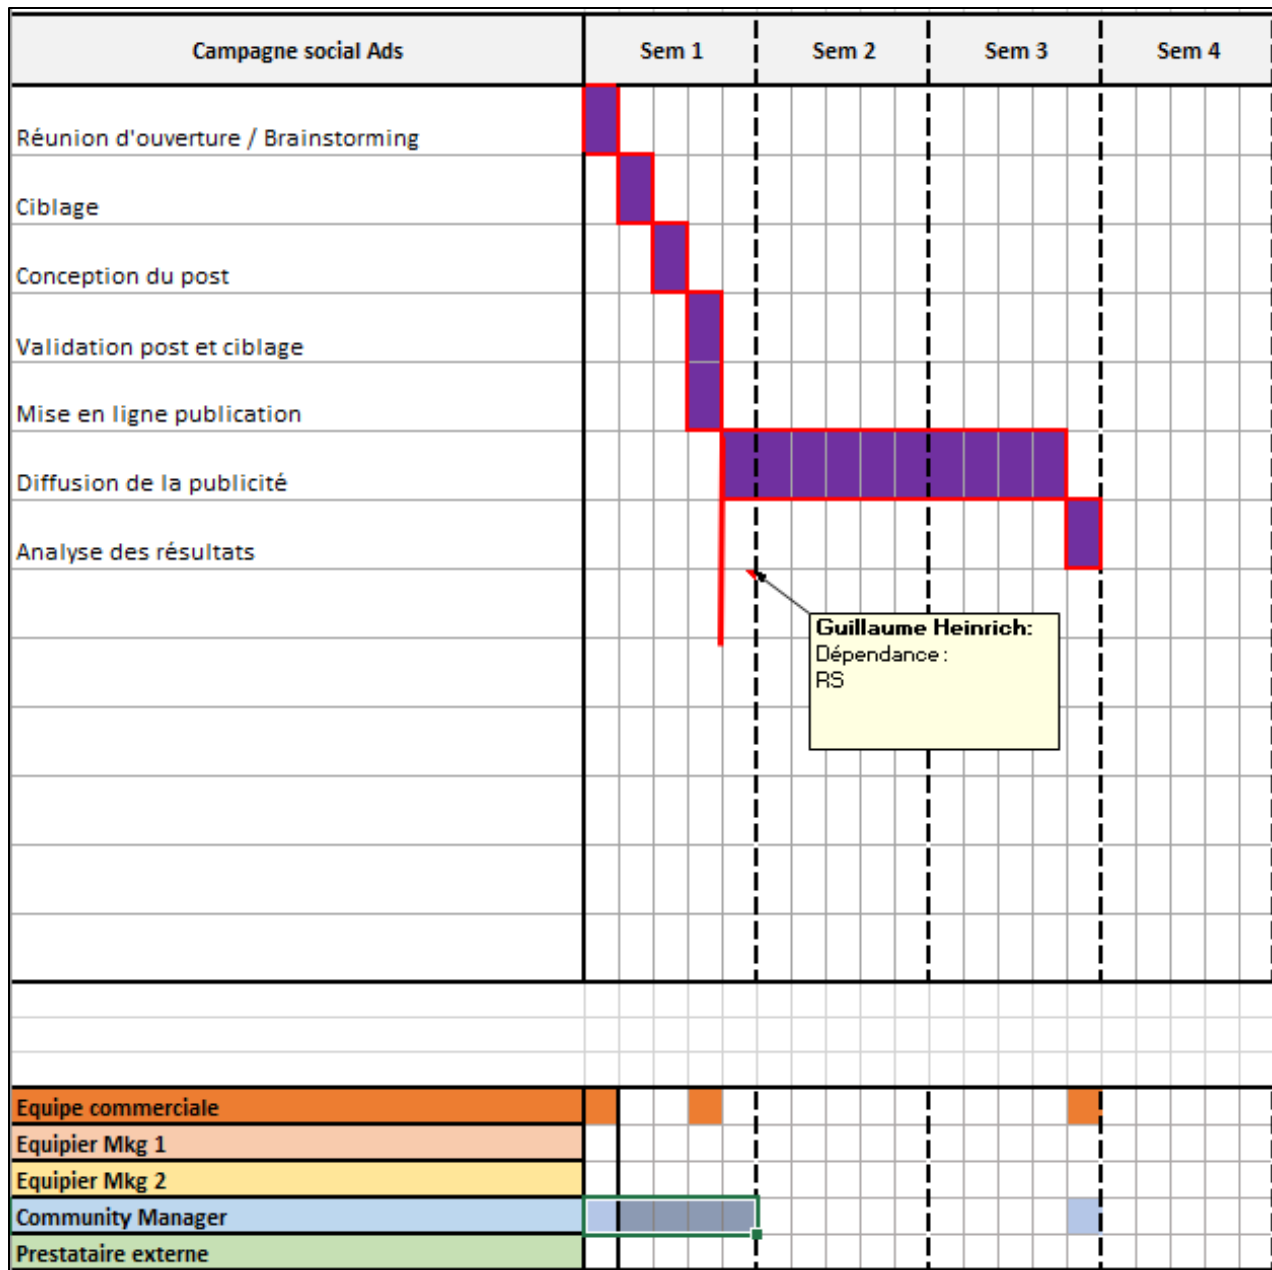 Campagne social Ads Sem 1 Sem 2 Sem 3 Sem 4
Réunion d'ouverture / Brainstorming
Ciblage
Conception du post
Validation post et ciblage
Mise en ligne publication
Diffusion de la publicité
Analyse des résultats
Guillaume Heinrich:
Dépendance :
RS
Equipe commerciale
Equipier Mkg 1
Equipier Mkg 2
Community Manager
Prestataire externe